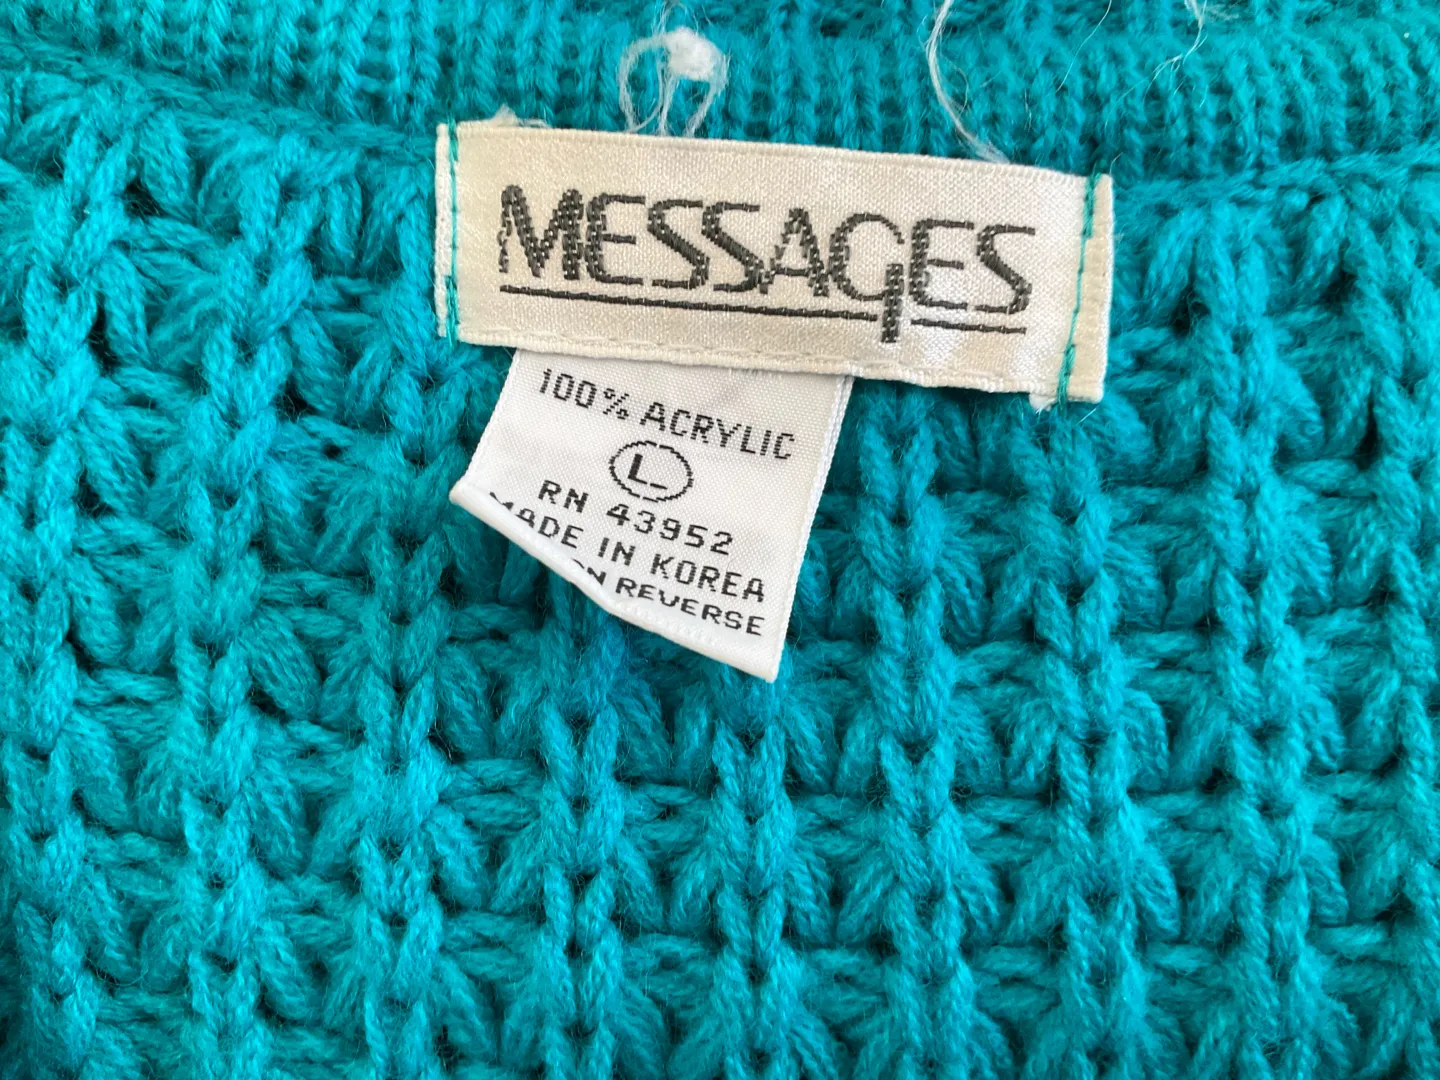 MESSAGES
100% ACRYLIC
L
RN 43952
MADE IN KOREA
REVERSE